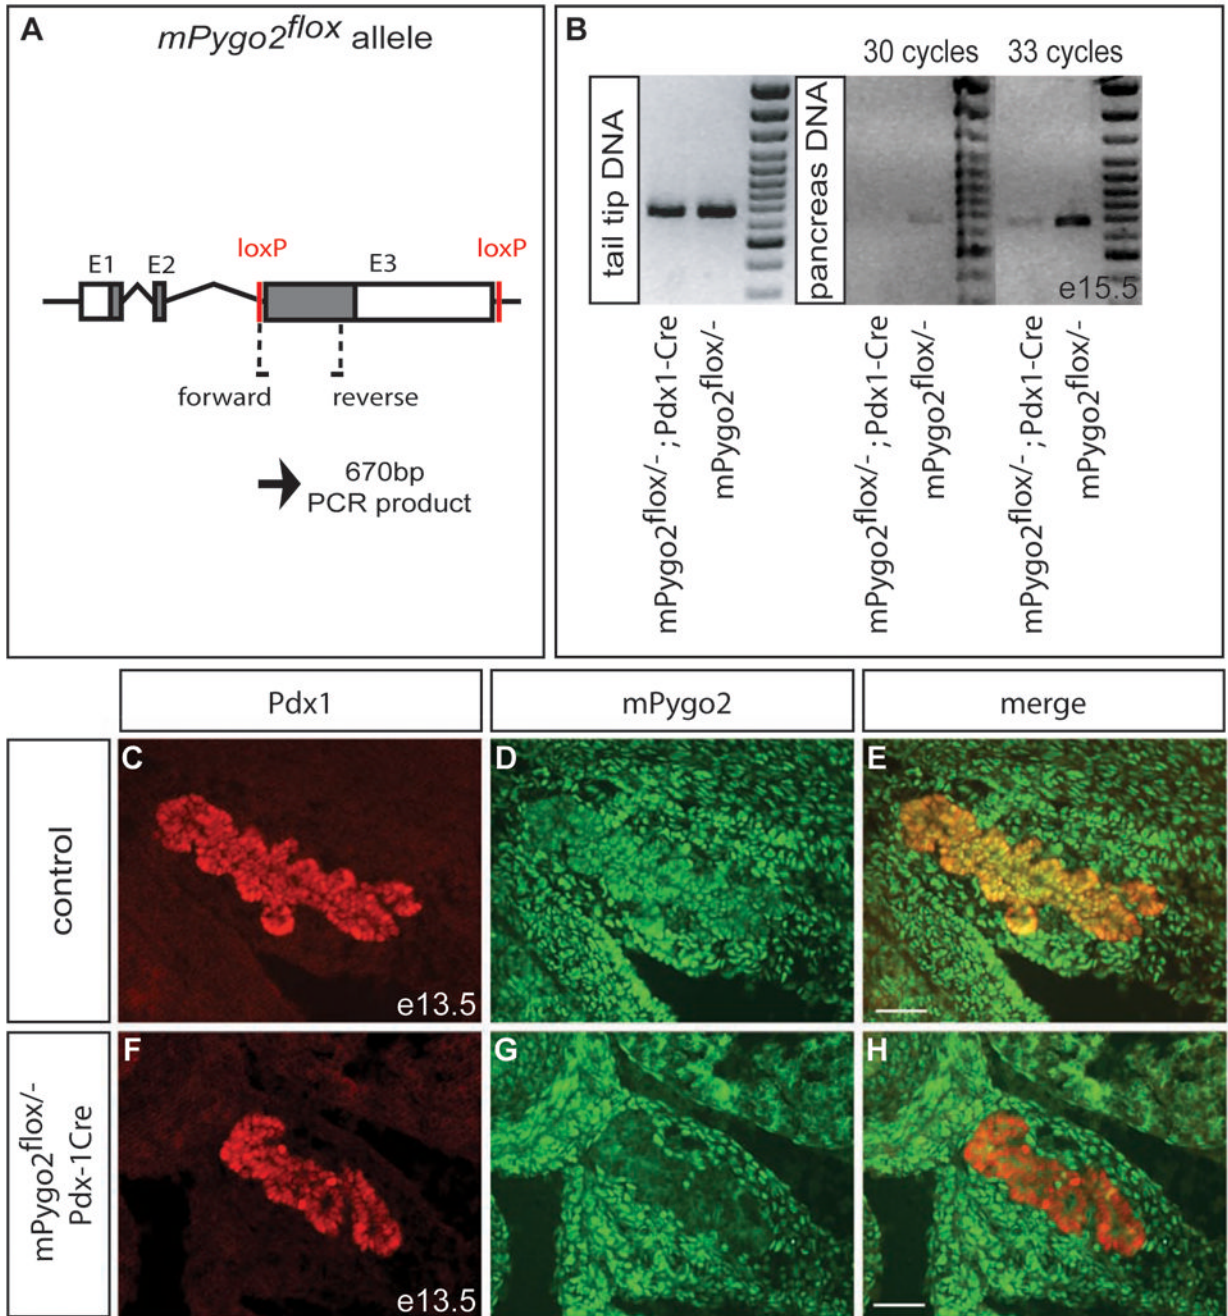 A
mPygo2flox allele
E1
E2
loxP
E3
loxP
forward
reverse
670bp
PCR product
B
30 cycles
33 cycles
tail tip DNA
pancreas DNA
e15.5
mPygo2flox/-;Pdx1-Cre
mPygo2flox/-
mPygo2flox/-;Pdx1-Cre
mPygo2flox/-
mPygo2flox/-;Pdx1-Cre
mPygo2flox/-
Pdx1
mPygo2
merge
control
C
e13.5
D
E
mPygo2flox/-
Pdx-1Cre
F
e13.5
G
H